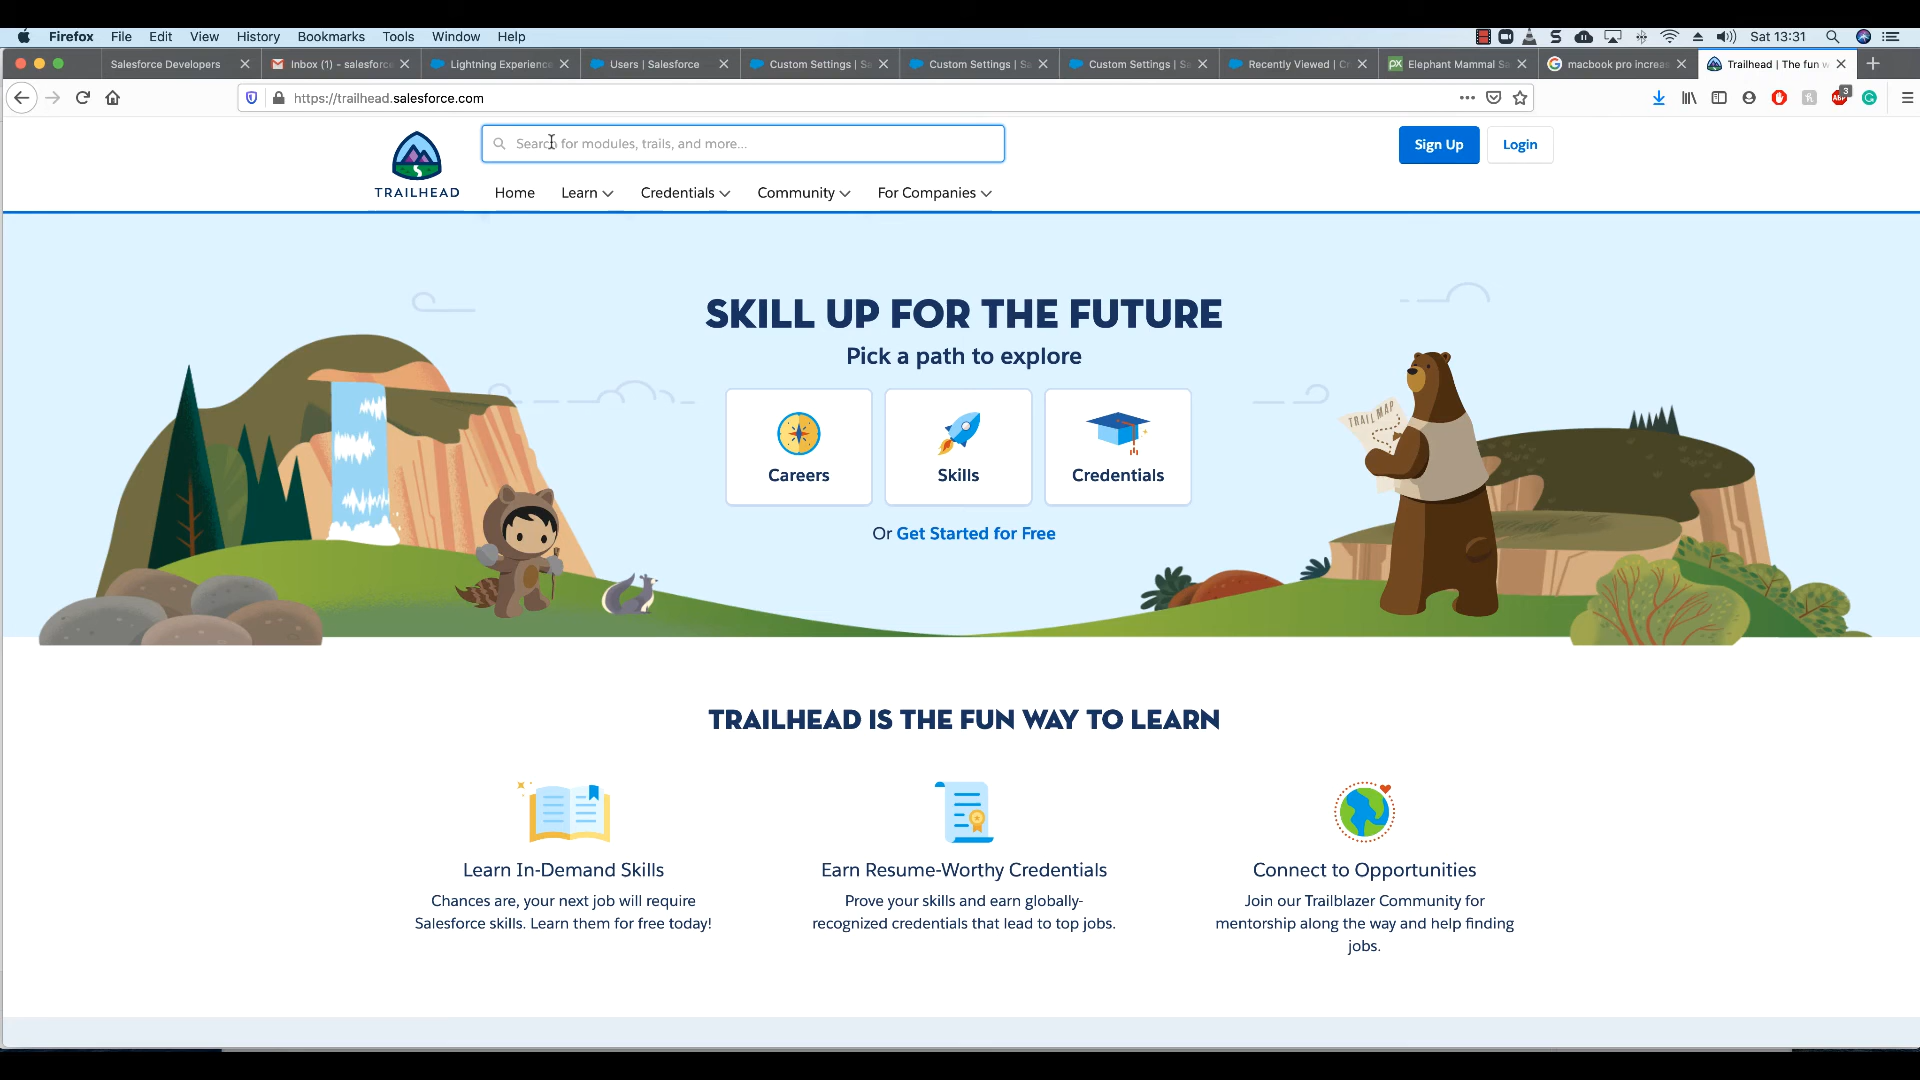 Firefox File Edit View History Bookmarks Tools Window Help Sat 13:31
Salesforce Developers Inbox (1) - salesforc Lightning Experience Users | Salesforce Custom Settings | Sa Custom Settings | Sa Custom Settings | Sa Recently Viewed | C Elephant Mammal Sa macbook pro increas Trailhead | The fun w
https://trailhead.salesforce.com
ABP 3
Search for modules, trails, and more...
Sign Up Login
TRAILHEAD
Home Learn Credentials Community For Companies
SKILL UP FOR THE FUTURE
Pick a path to explore
TRAIL MAP
Careers Skills Credentials
Or Get Started for Free
TRAILHEAD IS THE FUN WAY TO LEARN
Learn In-Demand Skills
Chances are, your next job will require
Salesforce skills. Learn them for free today!
Earn Resume-Worthy Credentials
Prove your skills and earn globally-
recognized credentials that lead to top jobs.
Connect to Opportunities
Join our Trailblazer Community for
mentorship along the way and help finding
jobs.